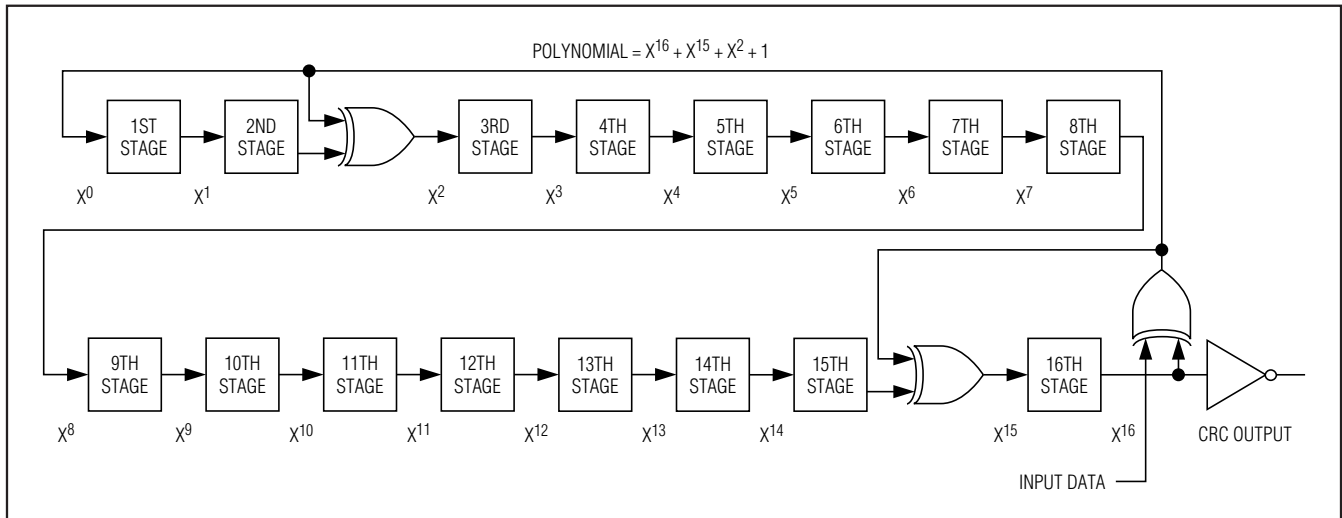 POLYNOMIAL = X¹⁶ + X¹⁵ + X² + 1
1ST STAGE
2ND STAGE
3RD STAGE
4TH STAGE
5TH STAGE
6TH STAGE
7TH STAGE
8TH STAGE
X⁰ X¹ X² X³ X⁴ X⁵ X⁶ X⁷
9TH STAGE
10TH STAGE
11TH STAGE
12TH STAGE
13TH STAGE
14TH STAGE
15TH STAGE
16TH STAGE
X⁸ X⁹ X¹⁰ X¹¹ X¹² X¹³ X¹⁴ X¹⁵ X¹⁶ CRC OUTPUT
INPUT DATA